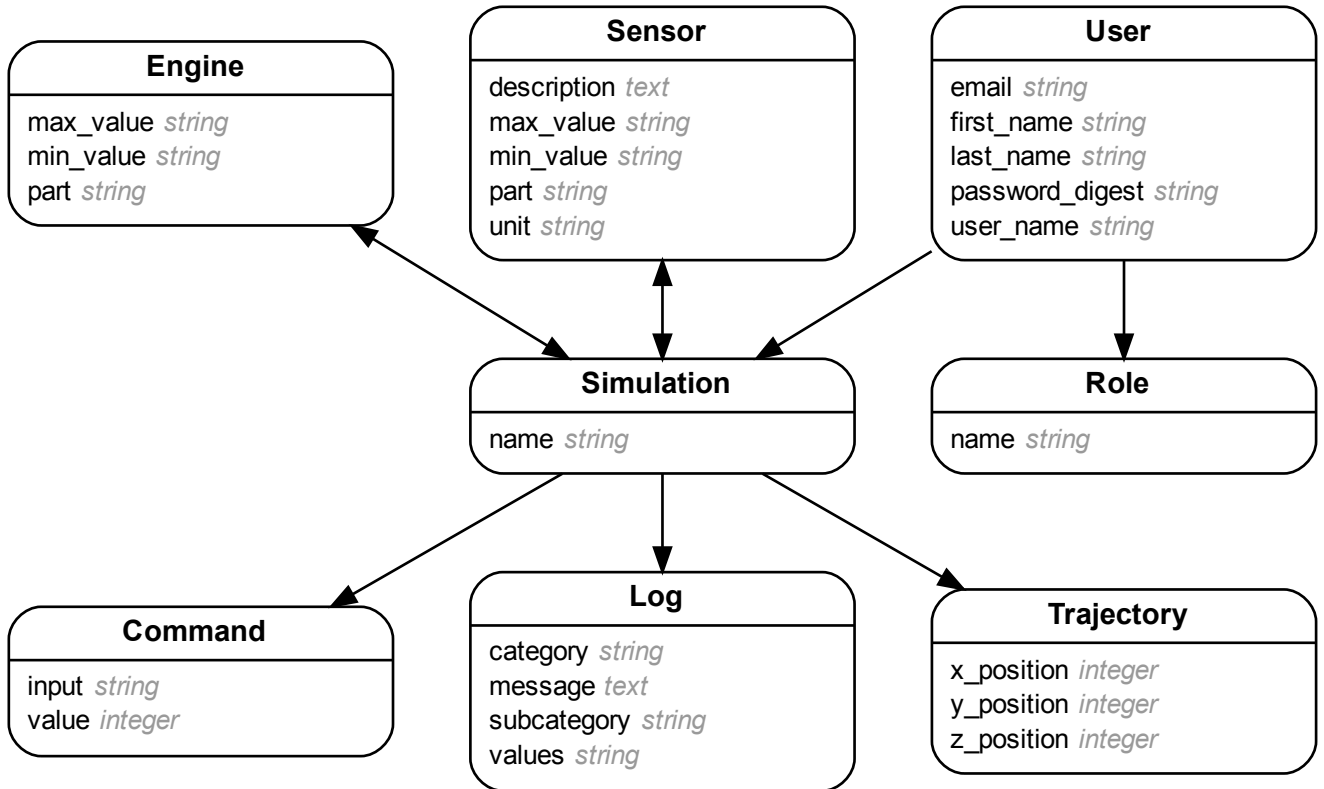 Engine
max_value string
min_value string
part string
Sensor
description text
max_value string
min_value string
part string
unit string
User
email string
first_name string
last_name string
password_digest string
user_name string
Simulation
name string
Role
name string
Command
input string
value integer
Log
category string
message text
subcategory string
values string
Trajectory
x_position integer
y_position integer
z_position integer